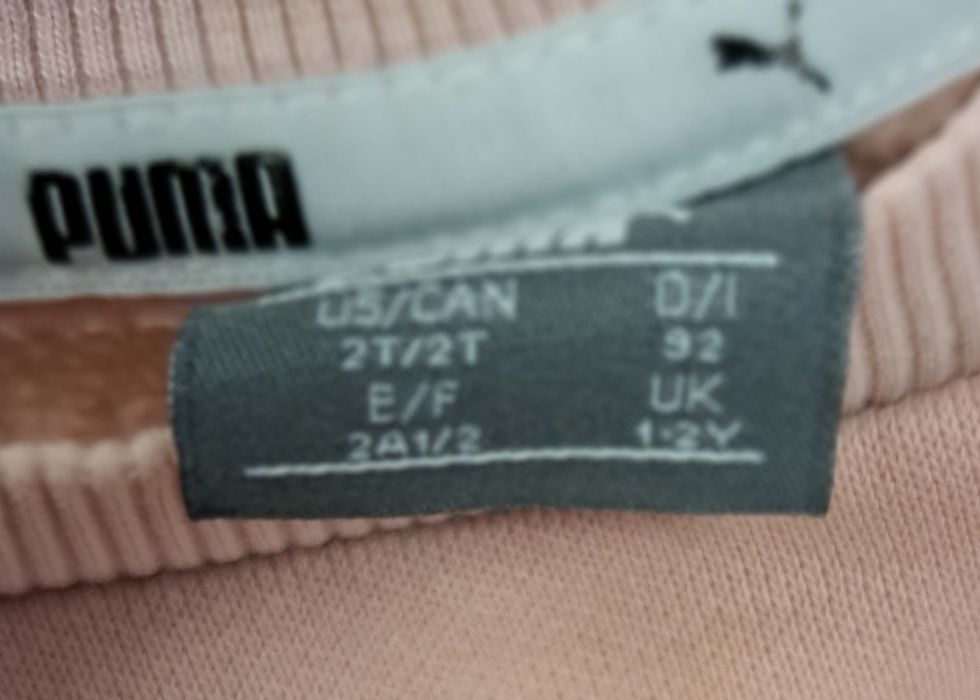 PUMA
US/CAN D/I
2T/2T 92
E/F UK
2A1/2 1-2Y